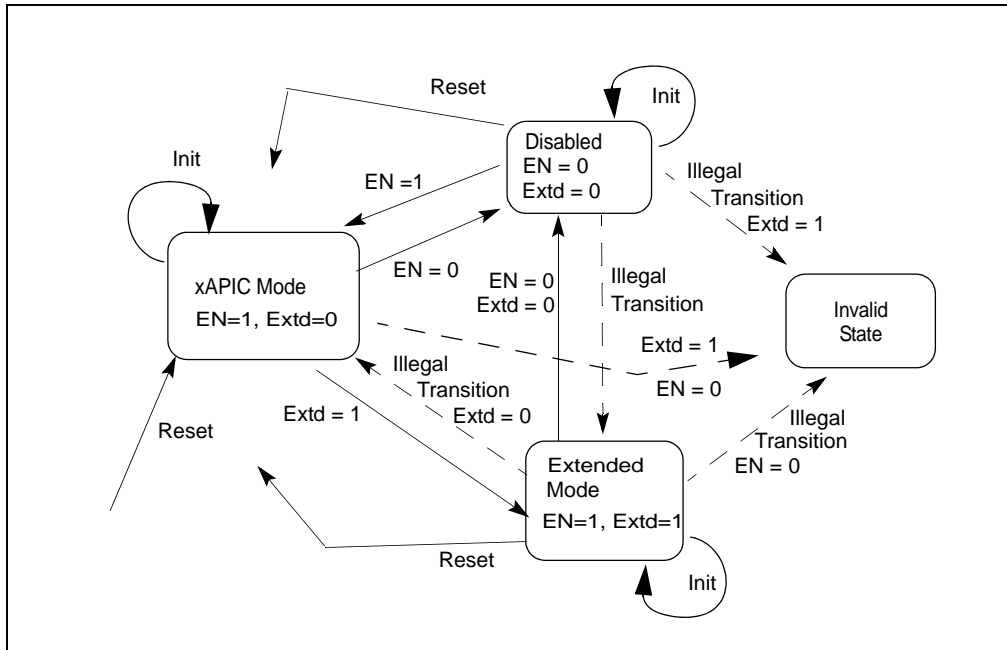 Reset
Init
Disabled
EN = 0
Extd = 0
Init
EN =1
Illegal
Transition
Extd = 1
xAPIC Mode
EN=1, Extd=0
EN = 0
EN = 0
Extd = 0
Illegal
Transition
Invalid
State
Extd = 1
EN = 0
Illegal
Transition
Extd = 0
Extd = 1
Reset
Illegal
Transition
EN = 0
Extended
Mode
EN=1, Extd=1
Reset
Init